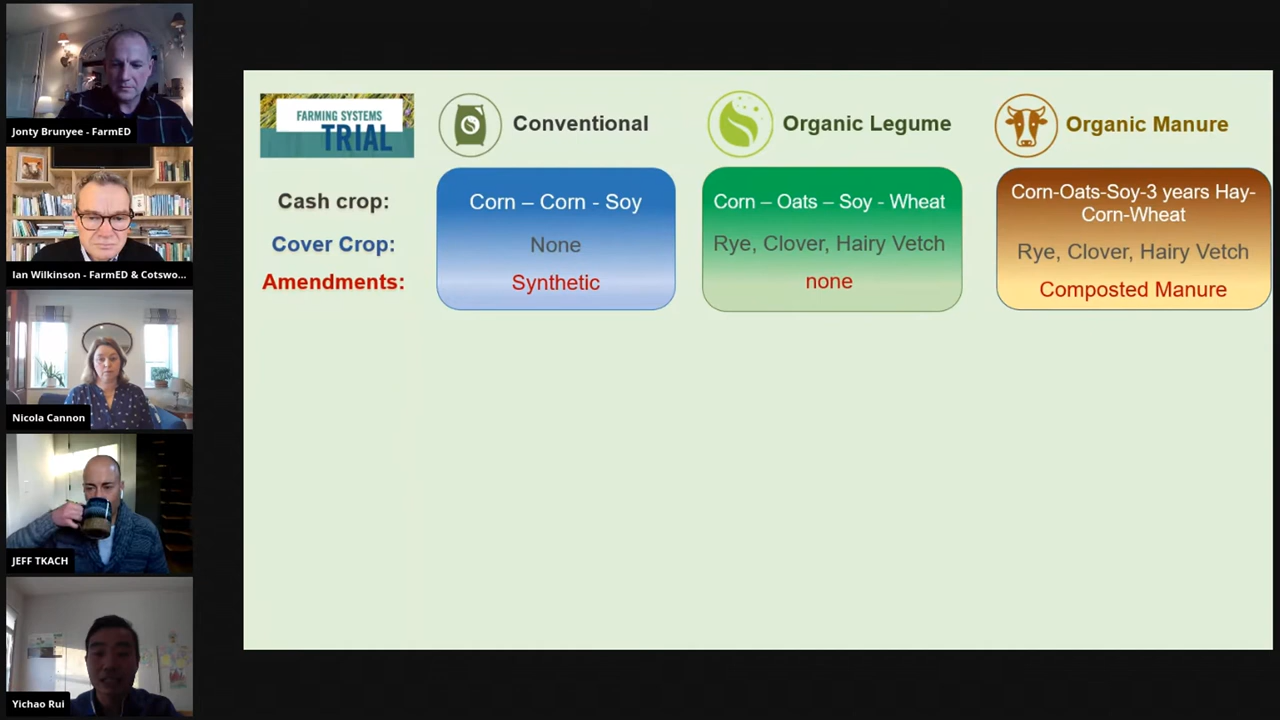 Jonty Brunyee - FarmED
Ian Wilkinson - FarmED & Cotswo...
Nicola Cannon
JEFF TKACH
Yichao Rui
FARMING SYSTEMS
TRIAL
Conventional
Organic Legume
Organic Manure
Cash crop:
Corn – Corn - Soy
Corn – Oats – Soy - Wheat
Corn-Oats-Soy-3 years Hay-
Corn-Wheat
Cover Crop:
None
Rye, Clover, Hairy Vetch
Rye, Clover, Hairy Vetch
Amendments:
Synthetic
none
Composted Manure